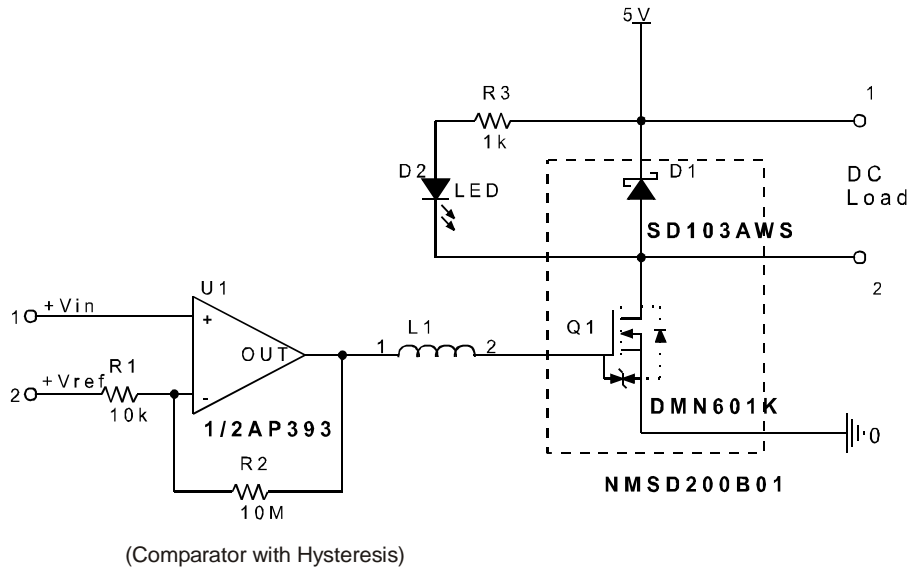 5V
R3
1k
1
D2
LED
D1
DC
Load
SD103AWS
2
U1
1
+Vin
+
OUT
L1
1
2
Q1
2
+Vref
R1
10k
-
1/2AP393
DMN601K
0
R2
10M
NMSD200B01
(Comparator with Hysteresis)